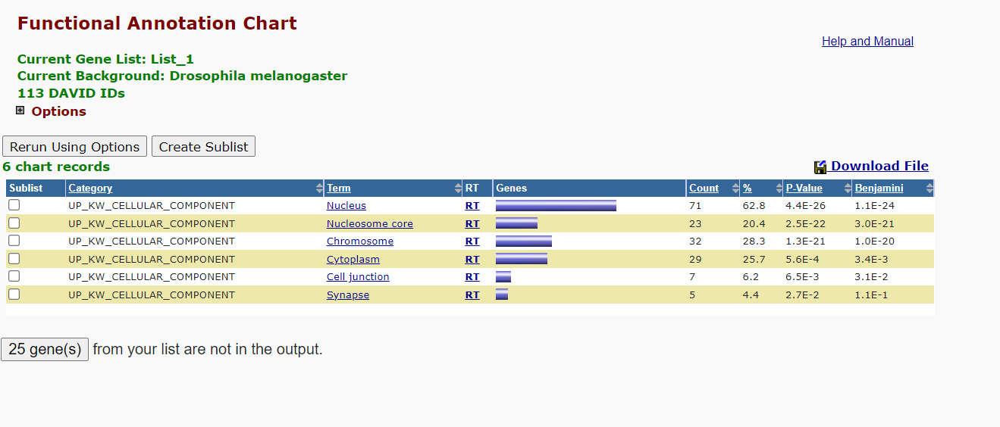 Functional Annotation Chart
Help and Manual
Current Gene List: List_1
Current Background: Drosophila melanogaster
113 DAVID IDs
Options
Rerun Using Options Create Sublist
6 chart records Download File
Sublist Category Term RT Genes Count % P-Value Benjamini
UP_KW_CELLULAR_COMPONENT Nucleus RT 71 62.8 4.4E-26 1.1E-24
UP_KW_CELLULAR_COMPONENT Nucleosome core RT 23 20.4 2.5E-22 3.0E-21
UP_KW_CELLULAR_COMPONENT Chromosome RT 32 28.3 1.3E-21 1.0E-20
UP_KW_CELLULAR_COMPONENT Cytoplasm RT 29 25.7 5.6E-4 3.4E-3
UP_KW_CELLULAR_COMPONENT Cell junction RT 7 6.2 6.5E-3 3.1E-2
UP_KW_CELLULAR_COMPONENT Synapse RT 5 4.4 2.7E-2 1.1E-1
25 gene(s) from your list are not in the output.